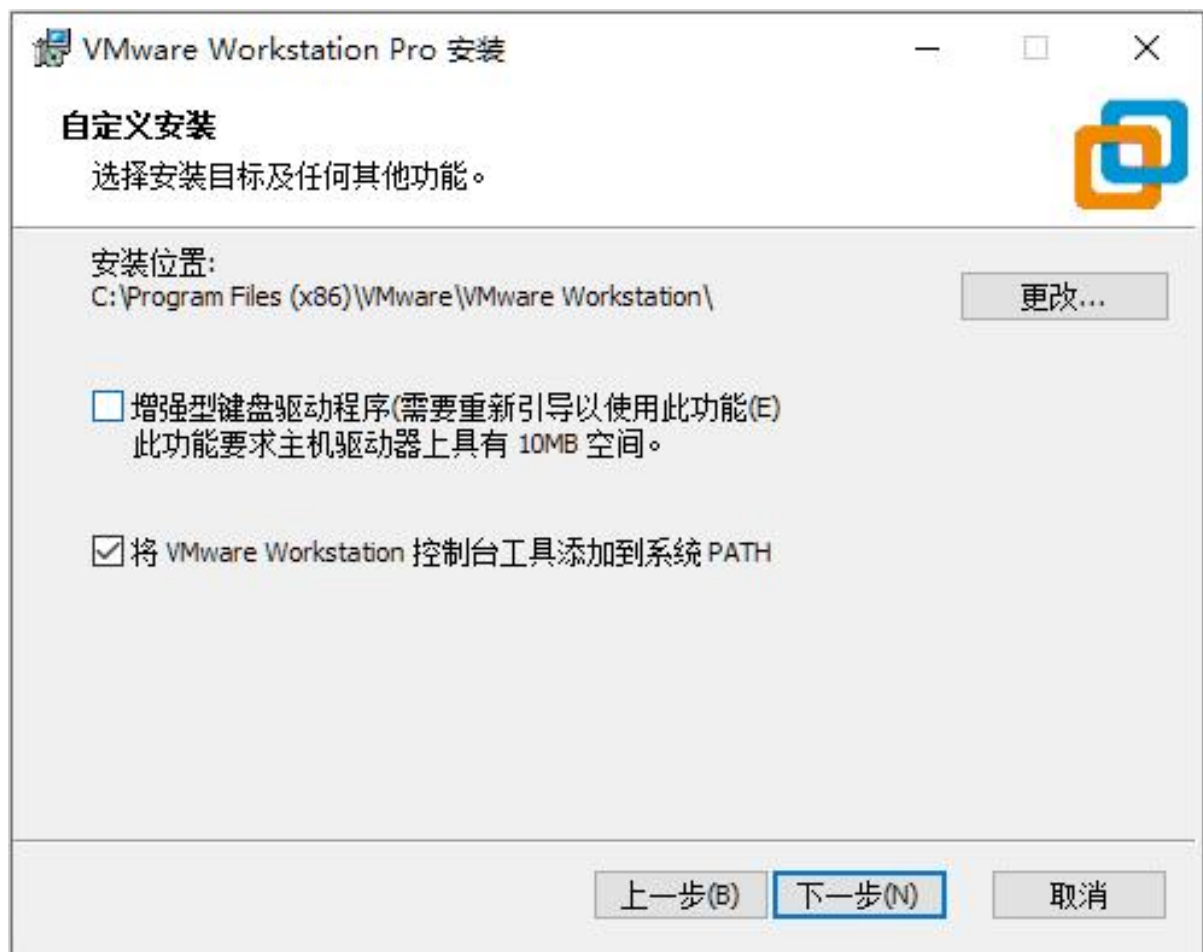 VMware Workstation Pro 安装
自定义安装
选择安装目标及任何其他功能。
安装位置:
C:\Program Files (x86)\VMware\VMware Workstation\
更改...
增强型键盘驱动程序(需要重新引导以使用此功能(E)
此功能要求主机驱动器上具有 10MB 空间。
将 VMware Workstation 控制台工具添加到系统 PATH
上一步(B)
下一步(N)
取消